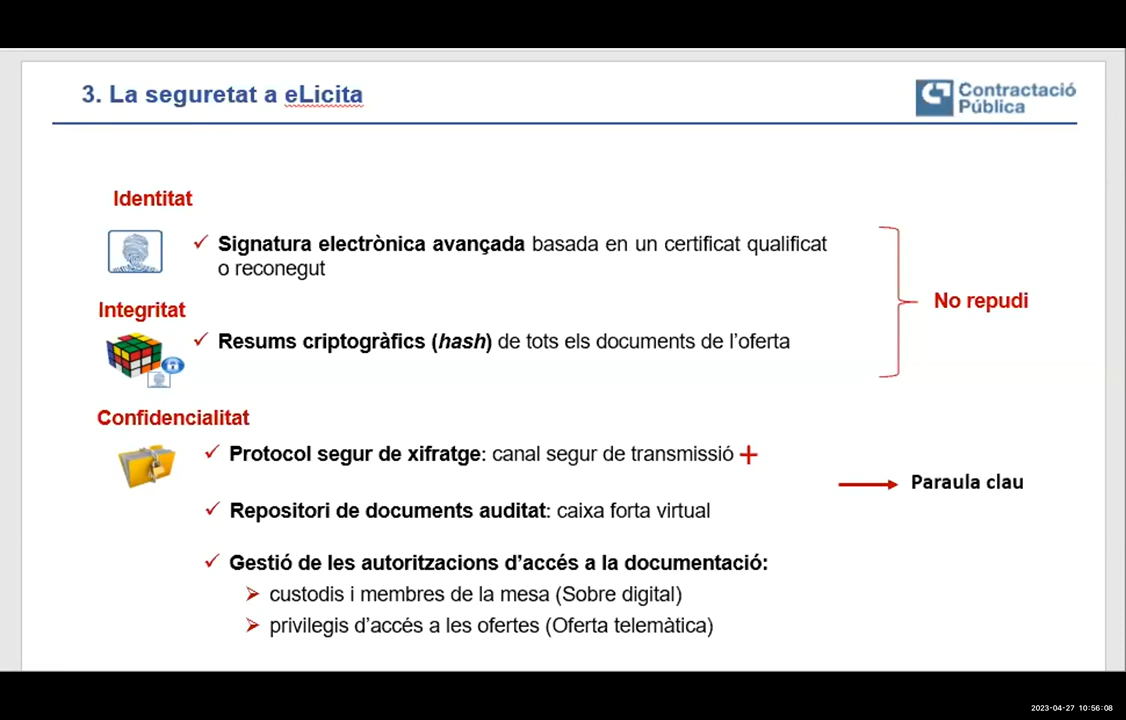 3. La seguretat a eLicita
Contractació
Pública
Identitat
✓ Signatura electrònica avançada basada en un certificat qualificat
o reconegut
No repudi
Integritat
✓ Resums criptogràfics (hash) de tots els documents de l'oferta
Confidencialitat
✓ Protocol segur de xifratge: canal segur de transmissió +
Paraula clau
✓ Repositori de documents auditat: caixa forta virtual
✓ Gestió de les autoritzacions d'accés a la documentació:
➢ custodis i membres de la mesa (Sobre digital)
➢ privilegis d'accés a les ofertes (Oferta telemàtica)
2023-04-27 10:56:08